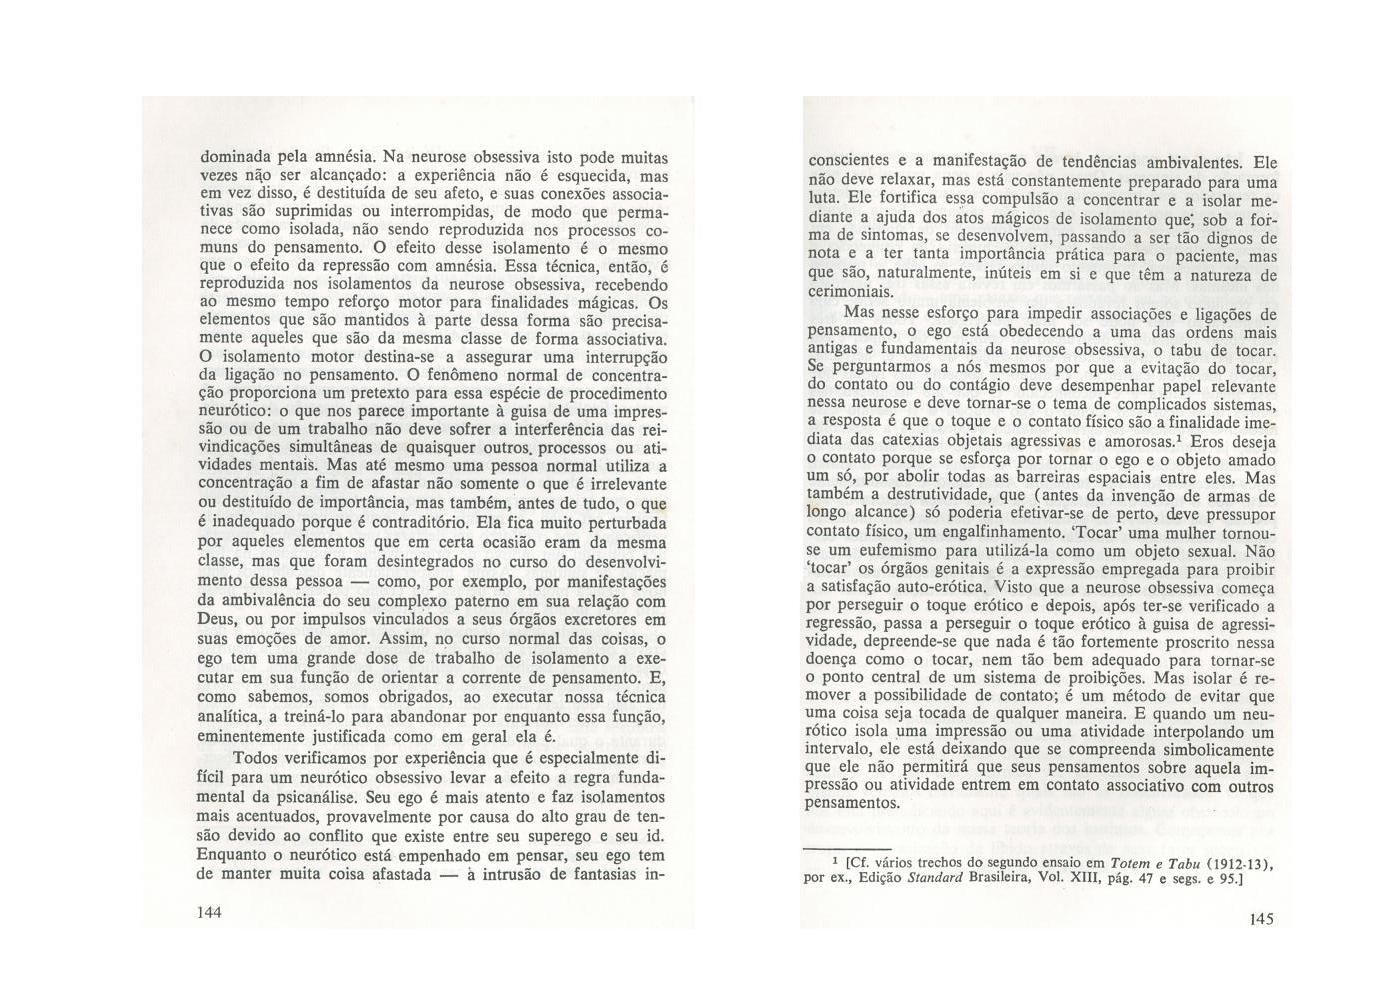 dominada pela amnésia. Na neurose obsessiva isto pode muitas
vezes não ser alcançado: a experiência não é esquecida, mas
em vez disso, é destituída de seu afeto, e suas conexões associa-
tivas são suprimidas ou interrompidas, de modo que perma-
nece como isolada, não sendo reproduzida nos processos co-
muns do pensamento. O efeito desse isolamento é o mesmo
que o efeito da repressão com amnésia. Essa técnica, então, é
reproduzida nos isolamentos da neurose obsessiva, recebendo
ao mesmo tempo reforço motor para finalidades mágicas. Os
elementos que são mantidos à parte dessa forma são precisa-
mente aqueles que são da mesma classe de forma associativa.
O isolamento motor destina-se a assegurar uma interrupção
da ligação no pensamento. O fenômeno normal de concentra-
ção proporciona um pretexto para essa espécie de procedimento
neurótico: o que nos parece importante à guisa de uma impres-
são ou de um trabalho não deve sofrer a interferência das rei-
vindicações simultâneas de quaisquer outros processos ou ati-
vidades mentais. Mas até mesmo uma pessoa normal utiliza a
concentração a fim de afastar não somente o que é irrelevante
ou destituído de importância, mas também, antes de tudo, o que
é inadequado porque é contraditório. Ela fica muito perturbada
por aqueles elementos que em certa ocasião eram da mesma
classe, mas que foram desintegrados no curso do desenvolvi-
mento dessa pessoa — como, por exemplo, por manifestações
da ambivalência do seu complexo paterno em sua relação com
Deus, ou por impulsos vinculados a seus órgãos excretores em
suas emoções de amor. Assim, no curso normal das coisas, o
ego tem uma grande dose de trabalho de isolamento a exe-
cutar em sua função de orientar a corrente de pensamento. E,
como sabemos, somos obrigados, ao executar nossa técnica
analítica, a treiná-lo para abandonar por enquanto essa função,
eminentemente justificada como em geral ela é.
Todos verificamos por experiência que é especialmente di-
fícil para um neurótico obsessivo levar a efeito a regra funda-
mental da psicanálise. Seu ego é mais atento e faz isolamentos
mais acentuados, provavelmente por causa do alto grau de ten-
são devido ao conflito que existe entre seu superego e seu id.
Enquanto o neurótico está empenhado em pensar, seu ego tem
de manter muita coisa afastada — à intrusão de fantasias in-
144
conscientes e a manifestação de tendências ambivalentes. Ele
não deve relaxar, mas está constantemente preparado para uma
luta. Ele fortifica essa compulsão a concentrar e a isolar me-
diante a ajuda dos atos mágicos de isolamento que, sob a for-
ma de sintomas, se desenvolvem, passando a ser tão dignos de
nota e a ter tanta importância prática para o paciente, mas
que são, naturalmente, inúteis em si e que têm a natureza de
cerimoniais.
Mas nesse esforço para impedir associações e ligações de
pensamento, o ego está obedecendo a uma das ordens mais
antigas e fundamentais da neurose obsessiva, o tabu de tocar.
Se perguntarmos a nós mesmos por que a evitação do tocar,
do contato ou do contágio deve desempenhar papel relevante
nessa neurose e deve tornar-se o tema de complicados sistemas,
a resposta é que o toque e o contato físico são a finalidade ime-
diata das catexias objetais agressivas e amorosas.¹ Eros deseja
o contato porque se esforça por tornar o ego e o objeto amado
um só, por abolir todas as barreiras espaciais entre eles. Mas
também a destrutividade, que (antes da invenção de armas de
longo alcance) só poderia efetivar-se de perto, deve pressupor
contato físico, um engalfinhamento. ‘Tocar’ uma mulher tornou-
se um eufemismo para utilizá-la como um objeto sexual. Não
‘tocar’ os órgãos genitais é a expressão empregada para proibir
a satisfação auto-erótica. Visto que a neurose obsessiva começa
por perseguir o toque erótico e depois, após ter-se verificado a
regressão, passa a perseguir o toque erótico à guisa de agressi-
vidade, depreende-se que nada é tão fortemente proscrito nessa
doença como o tocar, nem tão bem adequado para tornar-se
o ponto central de um sistema de proibições. Mas isolar é re-
mover a possibilidade de contato; é um método de evitar que
uma coisa seja tocada de qualquer maneira. E quando um neu-
rótico isola uma impressão ou uma atividade interpolando um
intervalo, ele está deixando que se compreenda simbolicamente
que ele não permitirá que seus pensamentos sobre aquela im-
pressão ou atividade entrem em contato associativo com outros
pensamentos.
¹ [Cf. vários trechos do segundo ensaio em Totem e Tabu (1912-13),
por ex., Edição Standard Brasileira, Vol. XIII, pág. 47 e segs. e 95.]
145